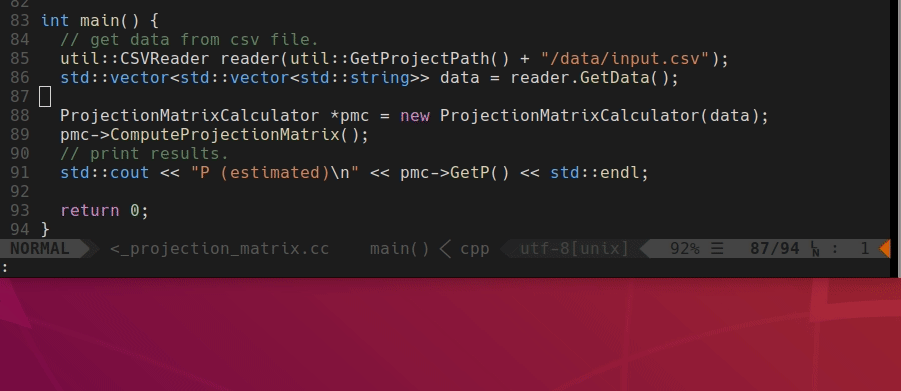 82
83 int main() {
84   // get data from csv file.
85   util::CSVReader reader(util::GetProjectPath() + "/data/input.csv");
86   std::vector<std::vector<std::string>> data = reader.GetData();
87
88   ProjectionMatrixCalculator *pmc = new ProjectionMatrixCalculator(data);
89   pmc->ComputeProjectionMatrix();
90   // print results.
91   std::cout << "P (estimated)\n" << pmc->GetP() << std::endl;
92
93   return 0;
94 }
NORMAL <_projection_matrix.cc main() < cpp utf-8[unix] 92% ☰ 87/94 ㏑ : 1
: